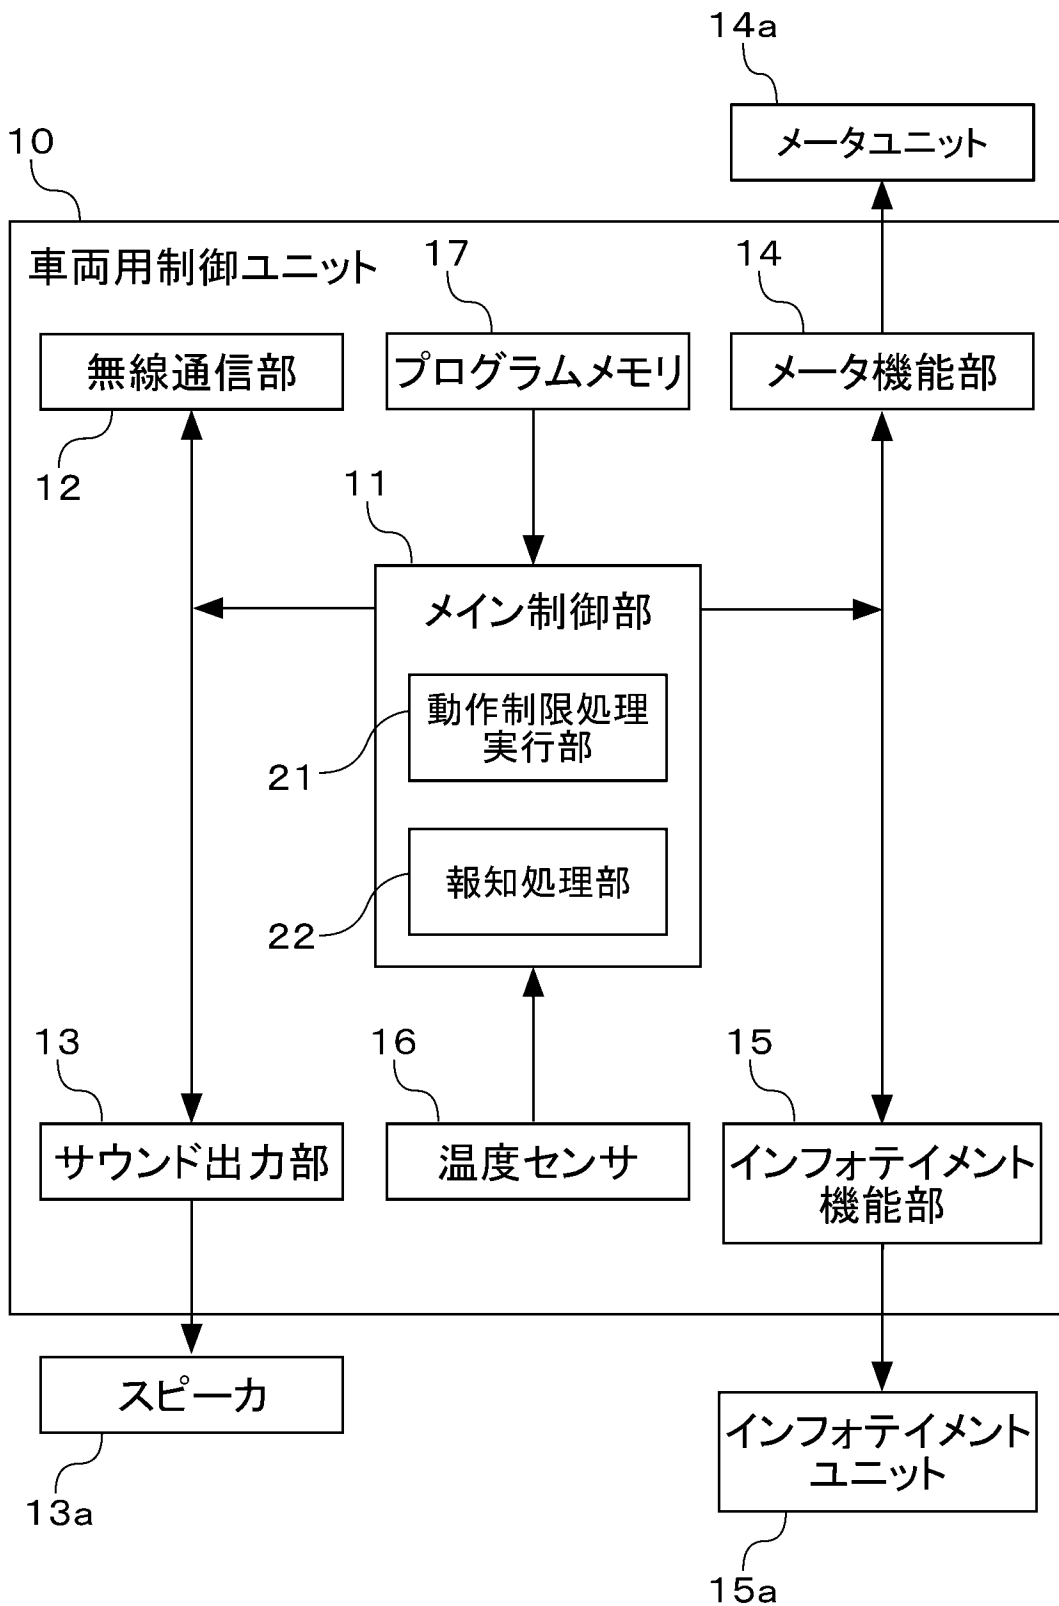 14a
メータユニット
10
車両用制御ユニット
17
14
無線通信部
プログラムメモリ
メータ機能部
12
11
メイン制御部
動作制限処理
実行部
21
報知処理部
22
13
16
15
サウンド出力部
温度センサ
インフォテイメント
機能部
スピーカ
13a
インフォテイメント
ユニット
15a